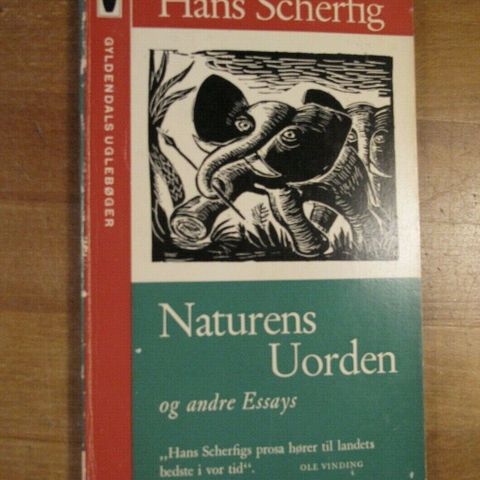 Hans Scherfig
GYLDENDALS UGLEBØGER
Naturens
Uorden
og andre Essays
„Hans Scherfigs prosa hører til landets
bedste i vor tid“. OLE VINDING